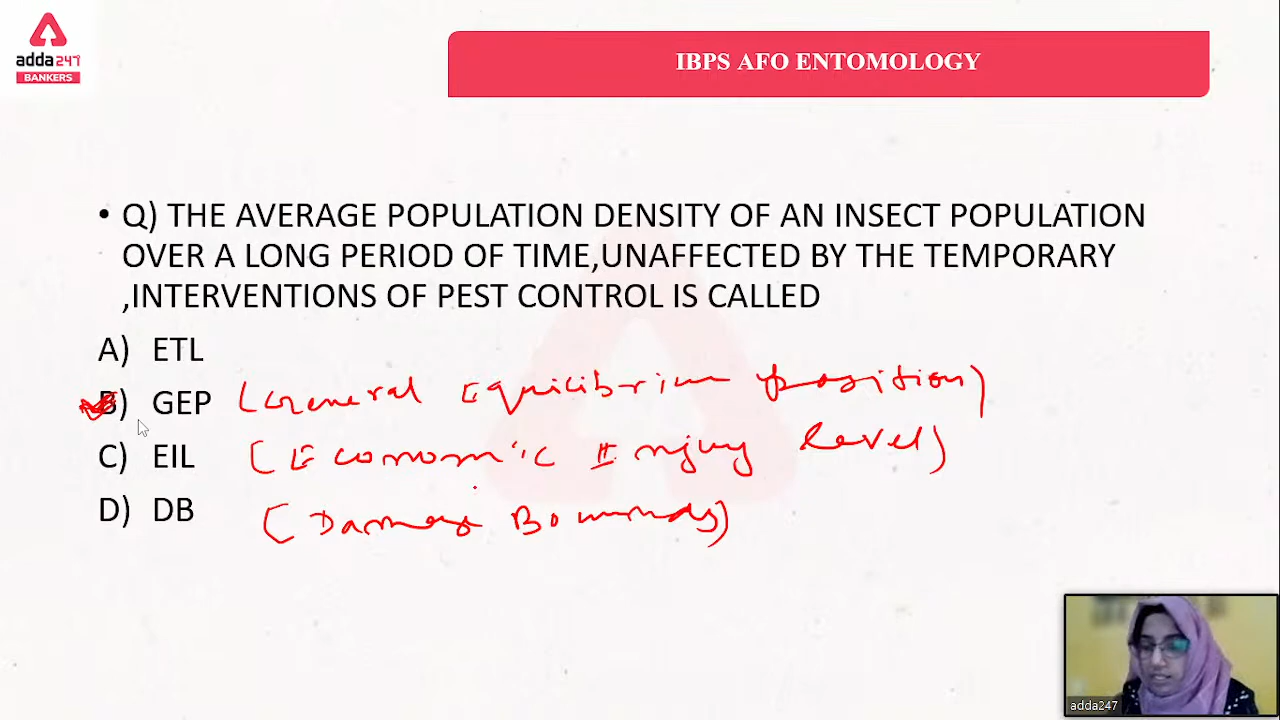 adda247
BANKERS
IBPS AFO ENTOMOLOGY
• Q) THE AVERAGE POPULATION DENSITY OF AN INSECT POPULATION
OVER A LONG PERIOD OF TIME,UNAFFECTED BY THE TEMPORARY
,INTERVENTIONS OF PEST CONTROL IS CALLED
A) ETL
B) GEP (General Equilibrium position)
C) EIL (Economic Injury level)
D) DB (Damage Boundary)
adda247